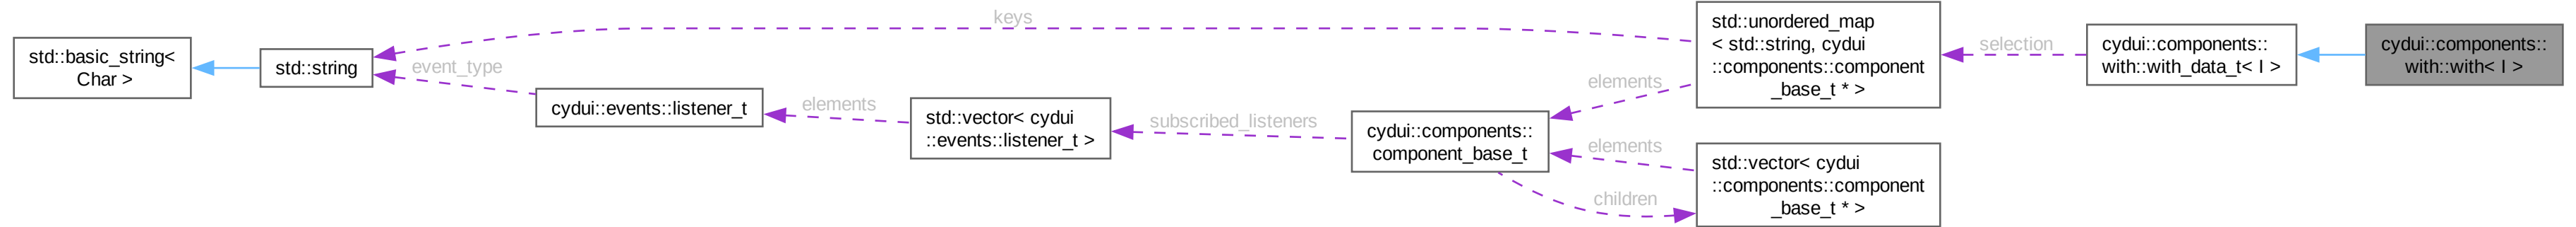 std::basic_string<
Char >
std::string
keys
event_type
cydui::events::listener_t
elements
std::vector< cydui
::events::listener_t >
subscribed_listeners
cydui::components::
component_base_t
elements
elements
children
std::unordered_map
< std::string, cydui
::components::component
_base_t * >
std::vector< cydui
::components::component
_base_t * >
selection
cydui::components::
with::with_data_t< I >
cydui::components::
with::with< I >